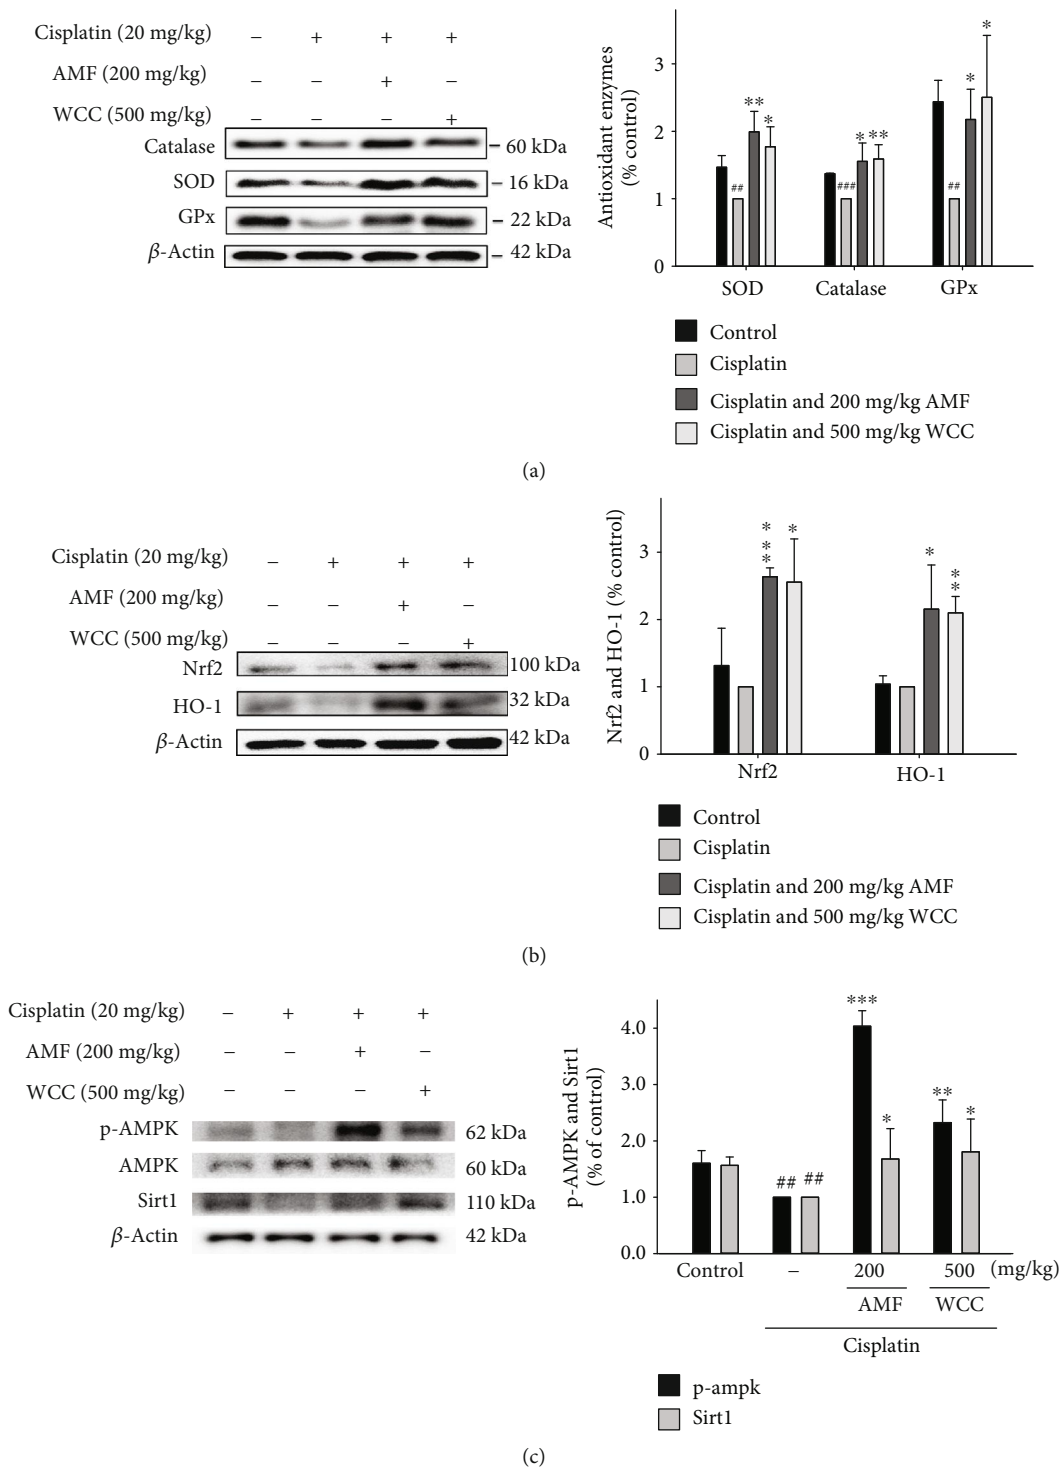 Cisplatin (20 mg/kg) − + + +
AMF (200 mg/kg) − − + −
WCC (500 mg/kg) − − − +
Catalase − 60 kDa
SOD − 16 kDa
GPx − 22 kDa
β-Actin − 42 kDa
Antioxidant enzymes
(% control)
3
2
1
0
## ** *
### * **
## * *
SOD Catalase GPx
Control
Cisplatin
Cisplatin and 200 mg/kg AMF
Cisplatin and 500 mg/kg WCC
(a)
Cisplatin (20 mg/kg) − + + +
AMF (200 mg/kg) − − + −
WCC (500 mg/kg) − − − +
Nrf2 100 kDa
HO-1 32 kDa
β-Actin 42 kDa
Nrf2 and HO-1 (% control)
3
2
1
0
*** *
* **
Nrf2 HO-1
Control
Cisplatin
Cisplatin and 200 mg/kg AMF
Cisplatin and 500 mg/kg WCC
(b)
Cisplatin (20 mg/kg) − + + +
AMF (200 mg/kg) − − + −
WCC (500 mg/kg) − − − +
p-AMPK 62 kDa
AMPK 60 kDa
Sirt1 110 kDa
β-Actin 42 kDa
p-AMPK and Sirt1
(% of control)
4.0
3.0
2.0
1.0
0.0
## ## *** * ** *
Control − 200 500 (mg/kg)
AMF WCC
Cisplatin
p-ampk
Sirt1
(c)